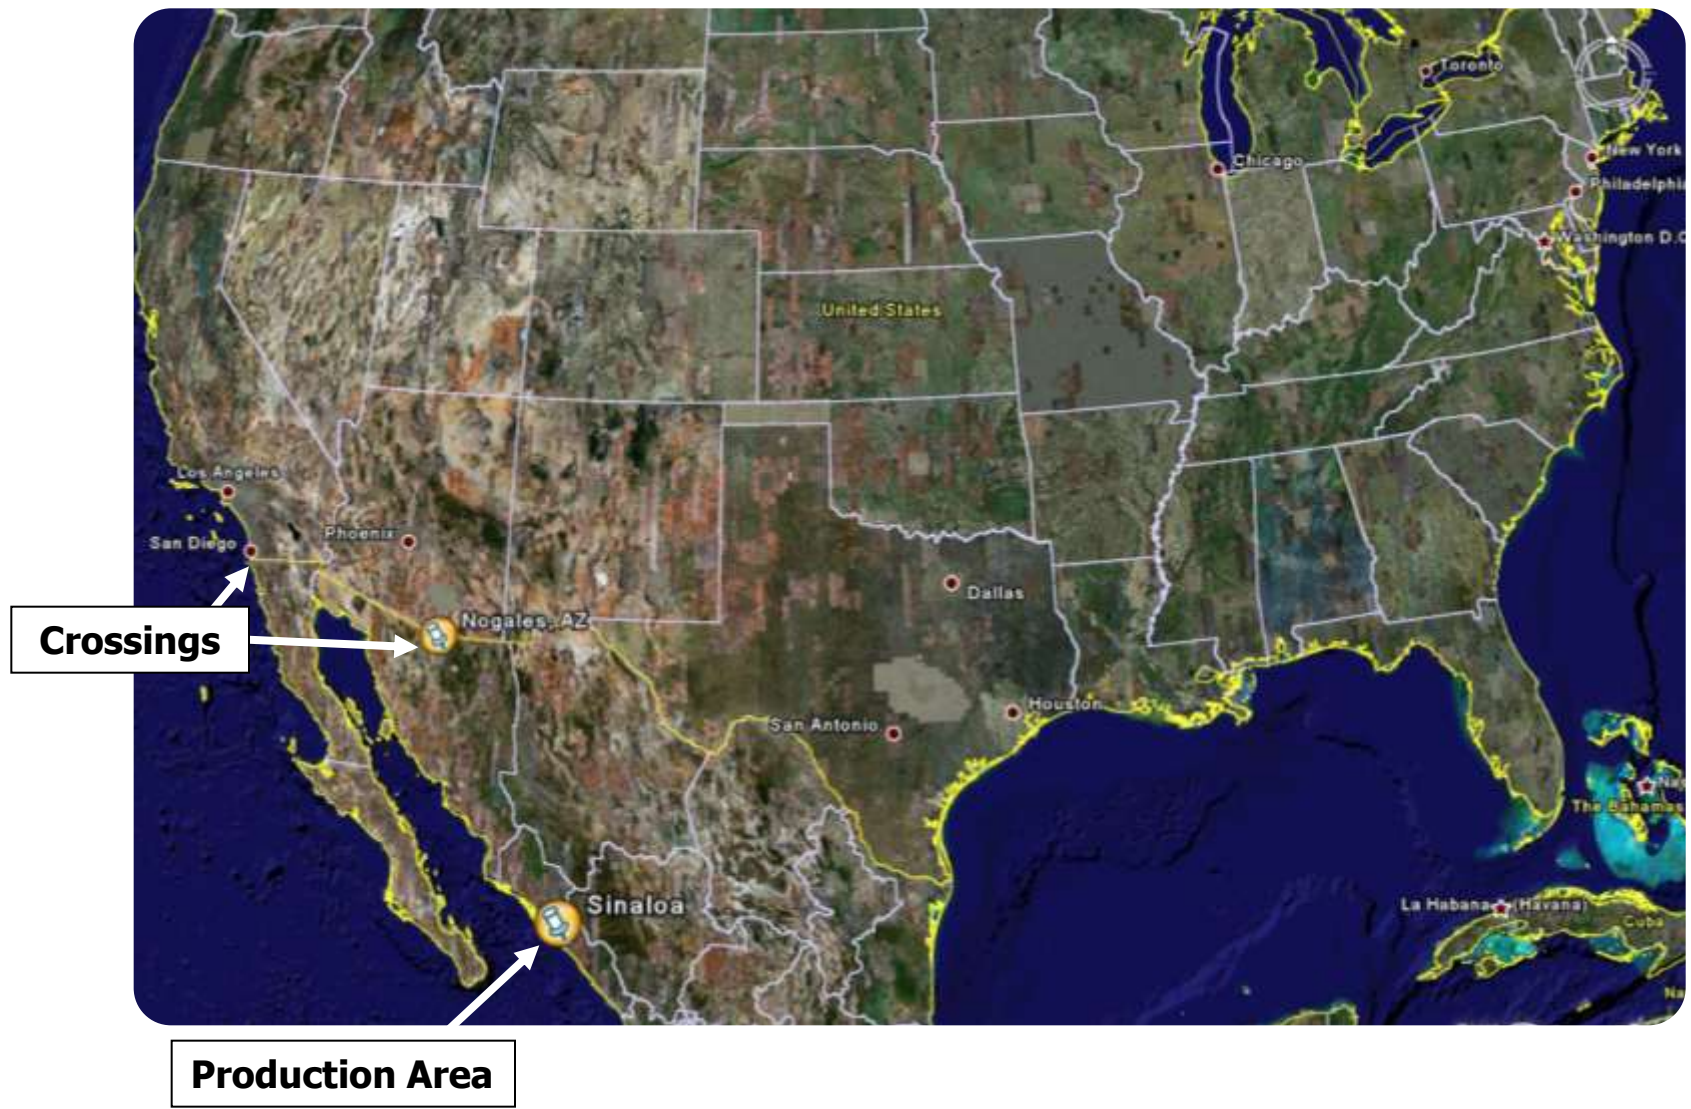 Toronto
New York
Chicago
Philadelphia
Washington D.C
United States
Los Angeles
Phoenix
San Diego
Dallas
Nogales, AZ
Crossings
Houston
San Antonio
The Bahamas
Sinaloa
La Habana (Havana)
Cuba
Production Area